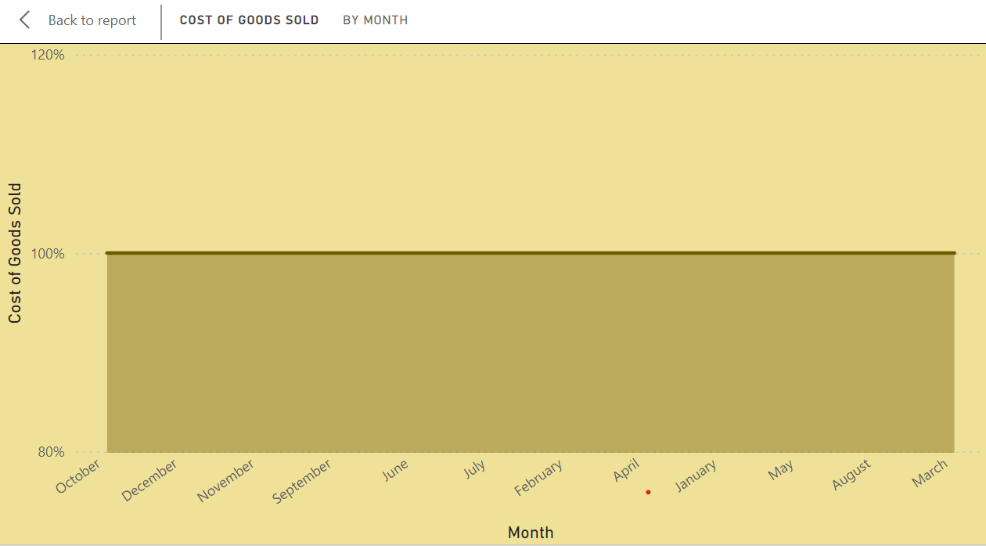 Back to report
COST OF GOODS SOLD BY MONTH
120%
100%
80%
Cost of Goods Sold
October December November September June July February April January May August March
Month